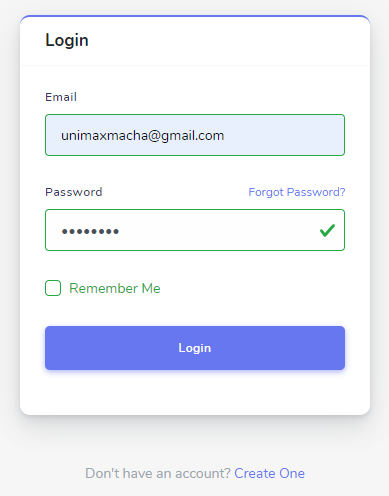 Login
Email
unimaxmacha@gmail.com
Password Forgot Password?
••••••••
Remember Me
Login
Don't have an account? Create One